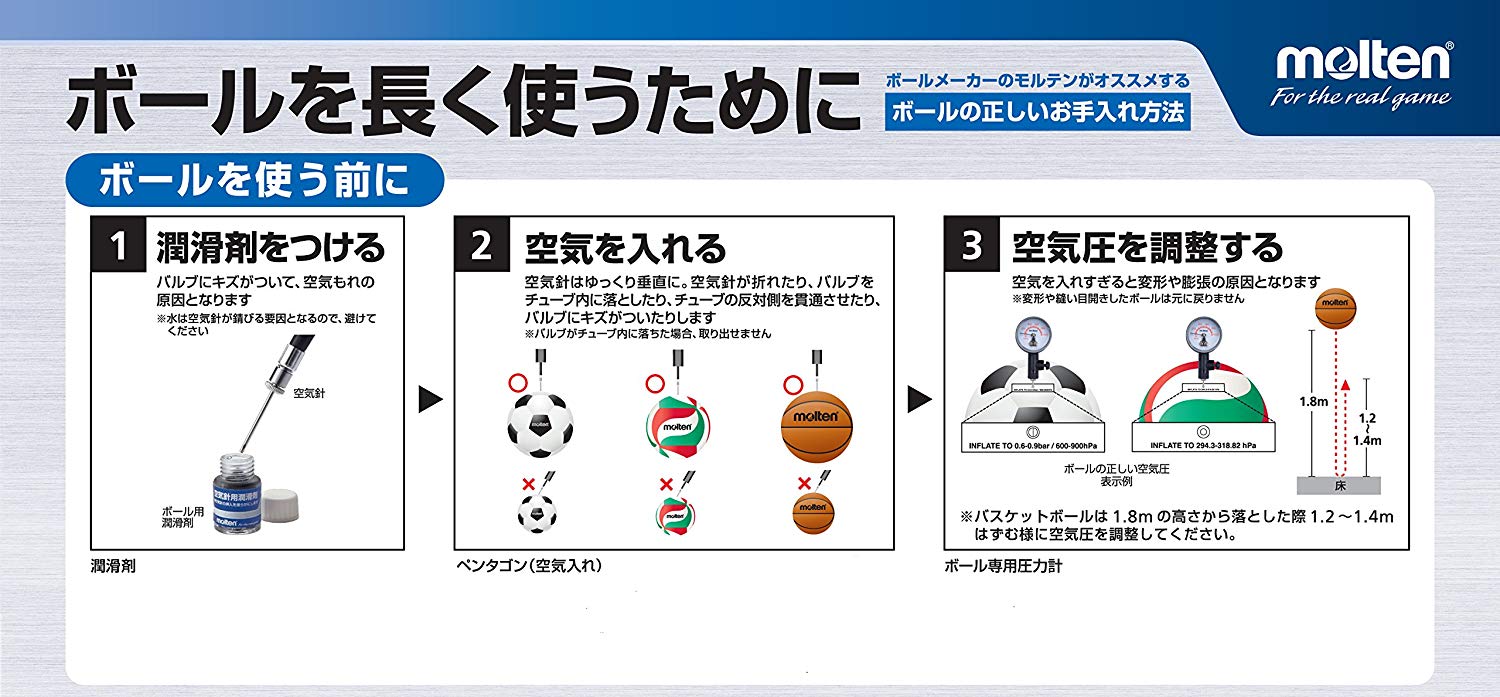 molten®
For the real game
ボールを長く使うために
ボールメーカーのモルテンがオススメする
ボールの正しいお手入れ方法
ボールを使う前に
1 潤滑剤をつける
バルブにキズがついて、空気もれの
原因となります
※水は空気針が錆びる要因となるので、避けて
ください
空気針
空気針用潤滑剤
molten
ボール用
潤滑剤
潤滑剤
2 空気を入れる
空気針はゆっくり垂直に。空気針が折れたり、バルブを
チューブ内に落としたり、チューブの反対側を貫通させたり、
バルブにキズがついたりします
※バルブがチューブ内に落ちた場合、取り出せません
molten
molten
molten
molten
molten
molten
ペンタゴン(空気入れ)
3 空気圧を調整する
空気を入れすぎると変形や膨張の原因となります
※変形や縫い目開きしたボールは元に戻りません
molten
INFLATE TO 0.6-0.9bar / 600-900hPa
INFLATE TO 294.3-318.82 hPa
ボールの正しい空気圧
表示例
1.8m
1.2
~
1.4m
床
※バスケットボールは1.8mの高さから落とした際1.2~1.4m
はずむ様に空気圧を調整してください。
ボール専用圧力計